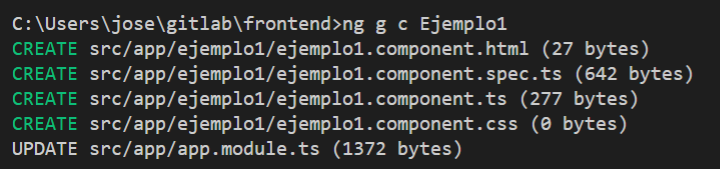 C:\Users\jose\gitlab\frontend>ng g c Ejemplo1
CREATE src/app/ejemplo1/ejemplo1.component.html (27 bytes)
CREATE src/app/ejemplo1/ejemplo1.component.spec.ts (642 bytes)
CREATE src/app/ejemplo1/ejemplo1.component.ts (277 bytes)
CREATE src/app/ejemplo1/ejemplo1.component.css (0 bytes)
UPDATE src/app/app.module.ts (1372 bytes)